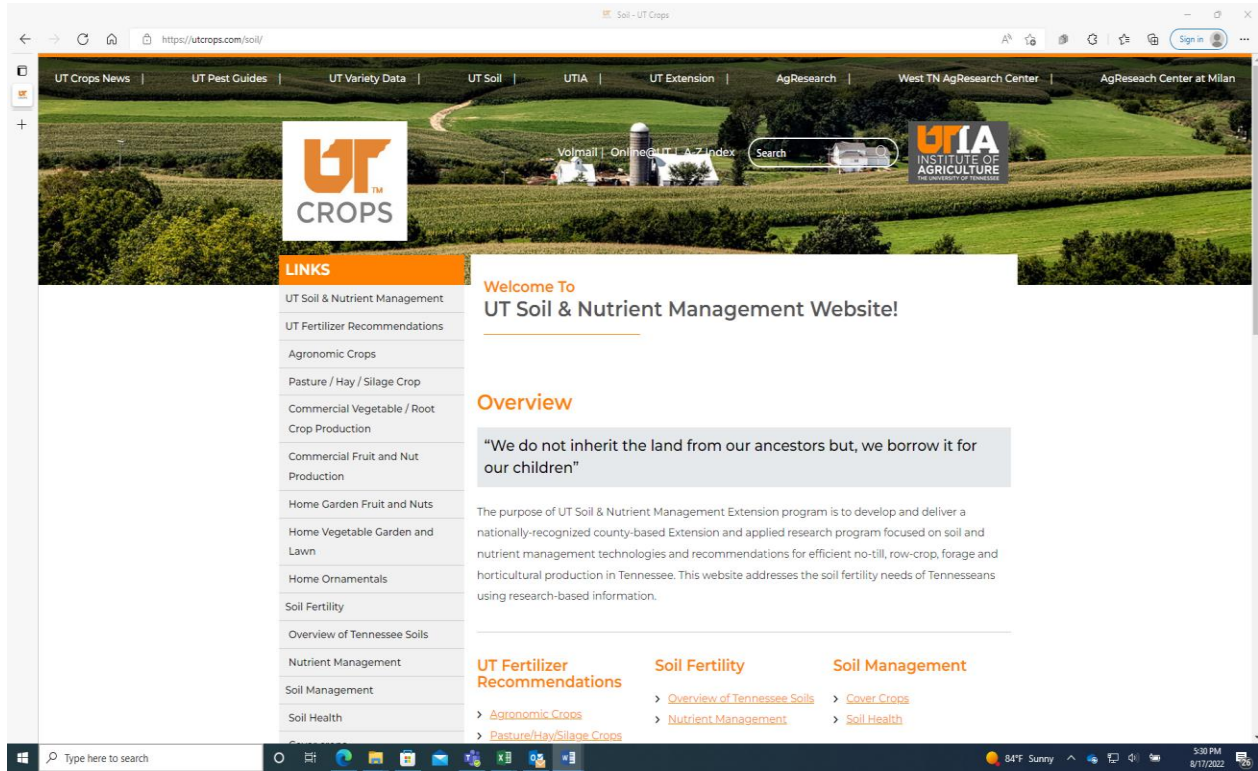 Soil - UT Crops
https://utcrops.com/soil/
Sign in
UT Crops News | UT Pest Guides | UT Variety Data | UT Soil | UTIA | UT Extension | AgResearch | West TN AgResearch Center | AgReseach Center at Milan
Volmail | Online@UT | A-Z index Search
UT TM
CROPS
UTIA
INSTITUTE OF
AGRICULTURE
THE UNIVERSITY OF TENNESSEE
LINKS
UT Soil & Nutrient Management
UT Fertilizer Recommendations
Agronomic Crops
Pasture / Hay / Silage Crop
Commercial Vegetable / Root
Crop Production
Commercial Fruit and Nut
Production
Home Garden Fruit and Nuts
Home Vegetable Garden and
Lawn
Home Ornamentals
Soil Fertility
Overview of Tennessee Soils
Nutrient Management
Soil Management
Soil Health
Cover crops
Welcome To
UT Soil & Nutrient Management Website!
Overview
“We do not inherit the land from our ancestors but, we borrow it for
our children”
The purpose of UT Soil & Nutrient Management Extension program is to develop and deliver a
nationally-recognized county-based Extension and applied research program focused on soil and
nutrient management technologies and recommendations for efficient no-till, row-crop, forage and
horticultural production in Tennessee. This website addresses the soil fertility needs of Tennesseans
using research-based information.
UT Fertilizer
Recommendations
> Agronomic Crops
> Pasture/Hay/Silage Crops
Soil Fertility
> Overview of Tennessee Soils
> Nutrient Management
Soil Management
> Cover Crops
> Soil Health
Type here to search
84°F Sunny
5:30 PM
8/17/2022
26